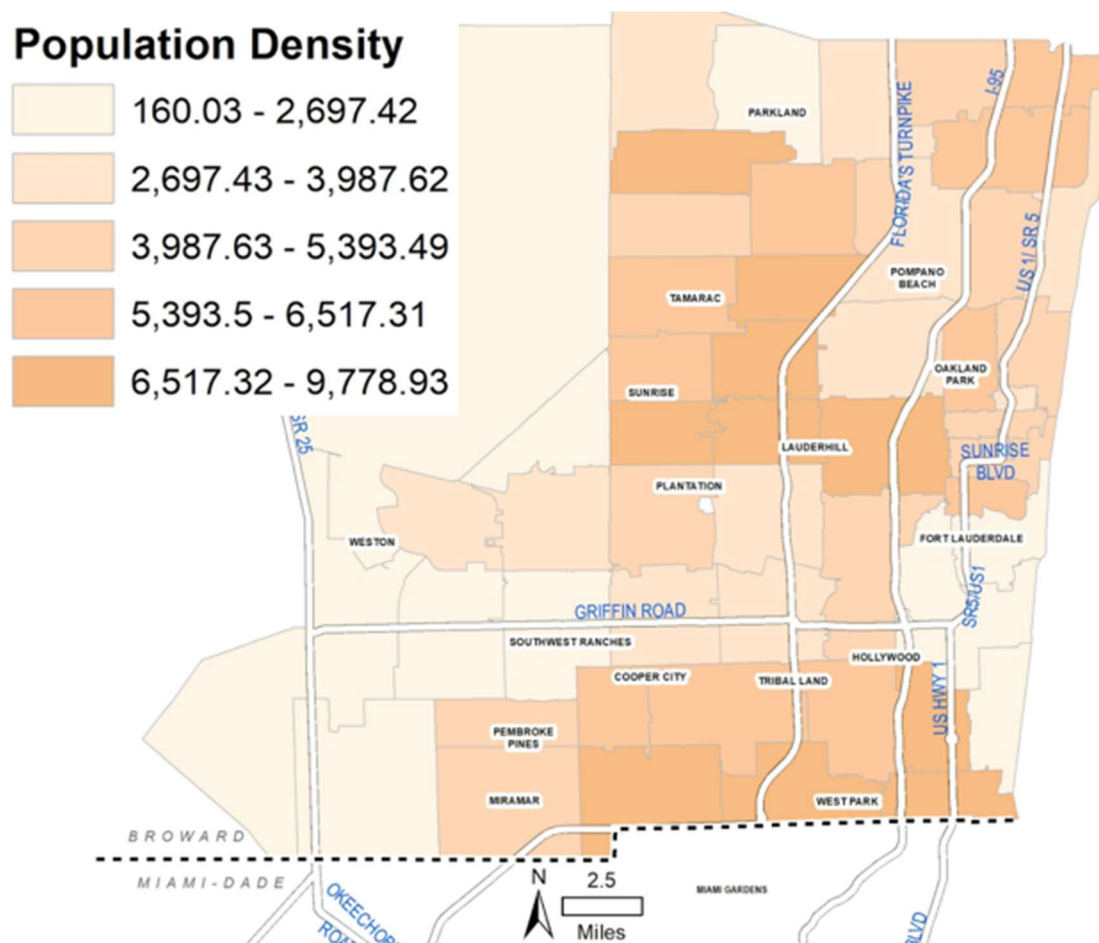 Population Density
160.03 - 2,697.42
2,697.43 - 3,987.62
3,987.63 - 5,393.49
5,393.5 - 6,517.31
6,517.32 - 9,778.93
PARKLAND
I-95
FLORIDA'S TURNPIKE
US 1/ SR 5
POMPANO
BEACH
TAMARAC
OAKLAND
PARK
SUNRISE
SR 25
LAUDERHILL
SUNRISE
BLVD
PLANTATION
WESTON
FORT LAUDERDALE
SR5/US1
GRIFFIN ROAD
SOUTHWEST RANCHES
HOLLYWOOD
COOPER CITY
TRIBAL LAND
US HWY 1
PEMBROKE
PINES
MIRAMAR
WEST PARK
BROWARD
MIAMI-DADE
N
2.5
Miles
MIAMI GARDENS
BLVD